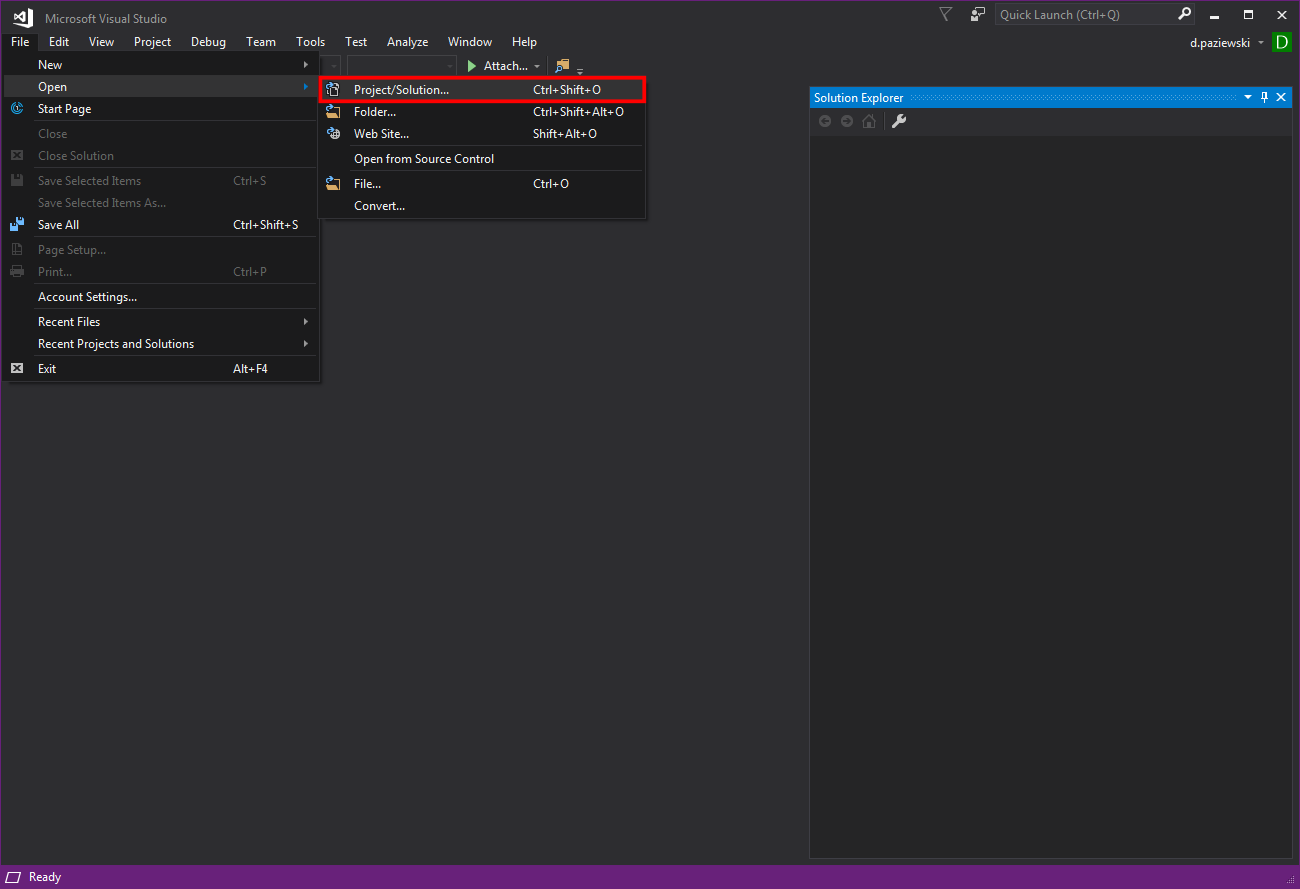 Microsoft Visual Studio
Quick Launch (Ctrl+Q)
File Edit View Project Debug Team Tools Test Analyze Window Help
d.paziewski D
Attach...
New
Open
Start Page
Close
Close Solution
Save Selected Items Ctrl+S
Save Selected Items As...
Save All Ctrl+Shift+S
Page Setup...
Print... Ctrl+P
Account Settings...
Recent Files
Recent Projects and Solutions
Exit Alt+F4
Project/Solution... Ctrl+Shift+O
Folder... Ctrl+Shift+Alt+O
Web Site... Shift+Alt+O
Open from Source Control
File... Ctrl+O
Convert...
Solution Explorer
Ready